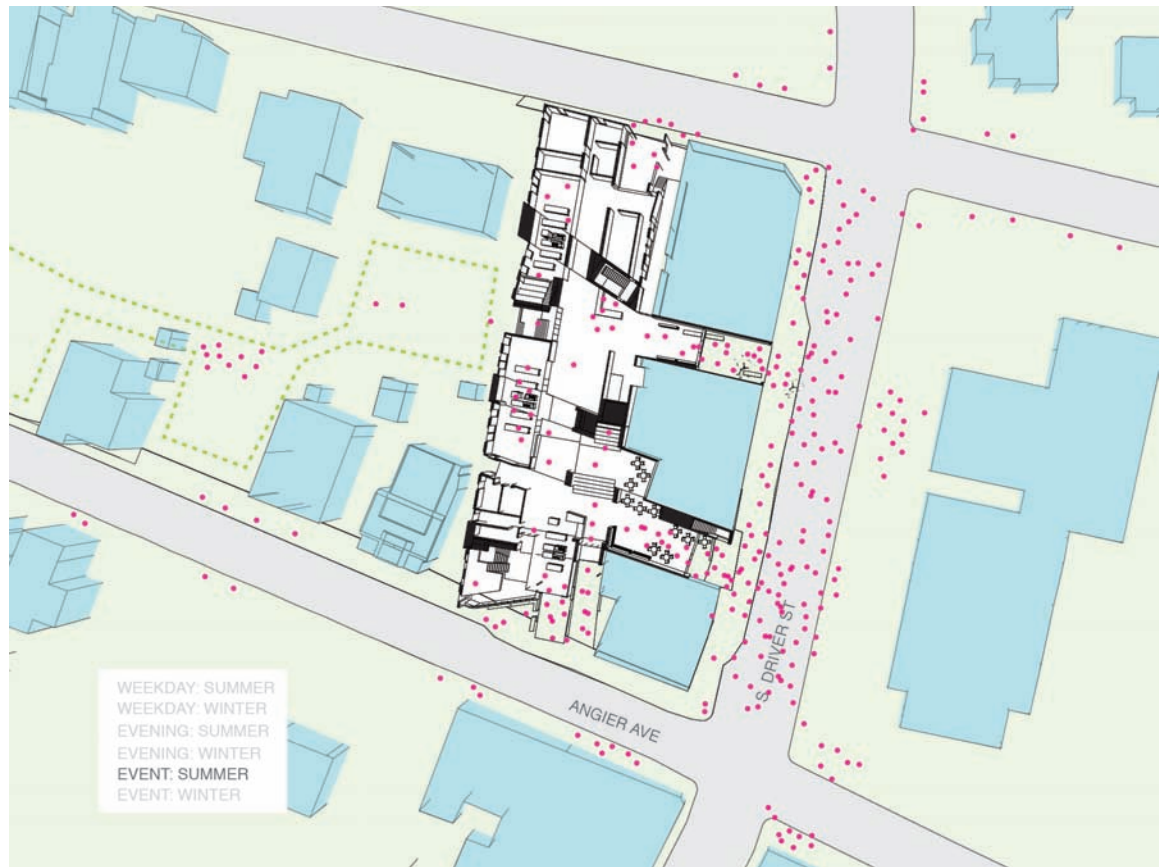 S. DRIVER ST
ANGIER AVE
WEEKDAY: SUMMER
WEEKDAY: WINTER
EVENING: SUMMER
EVENING: WINTER
EVENT: SUMMER
EVENT: WINTER